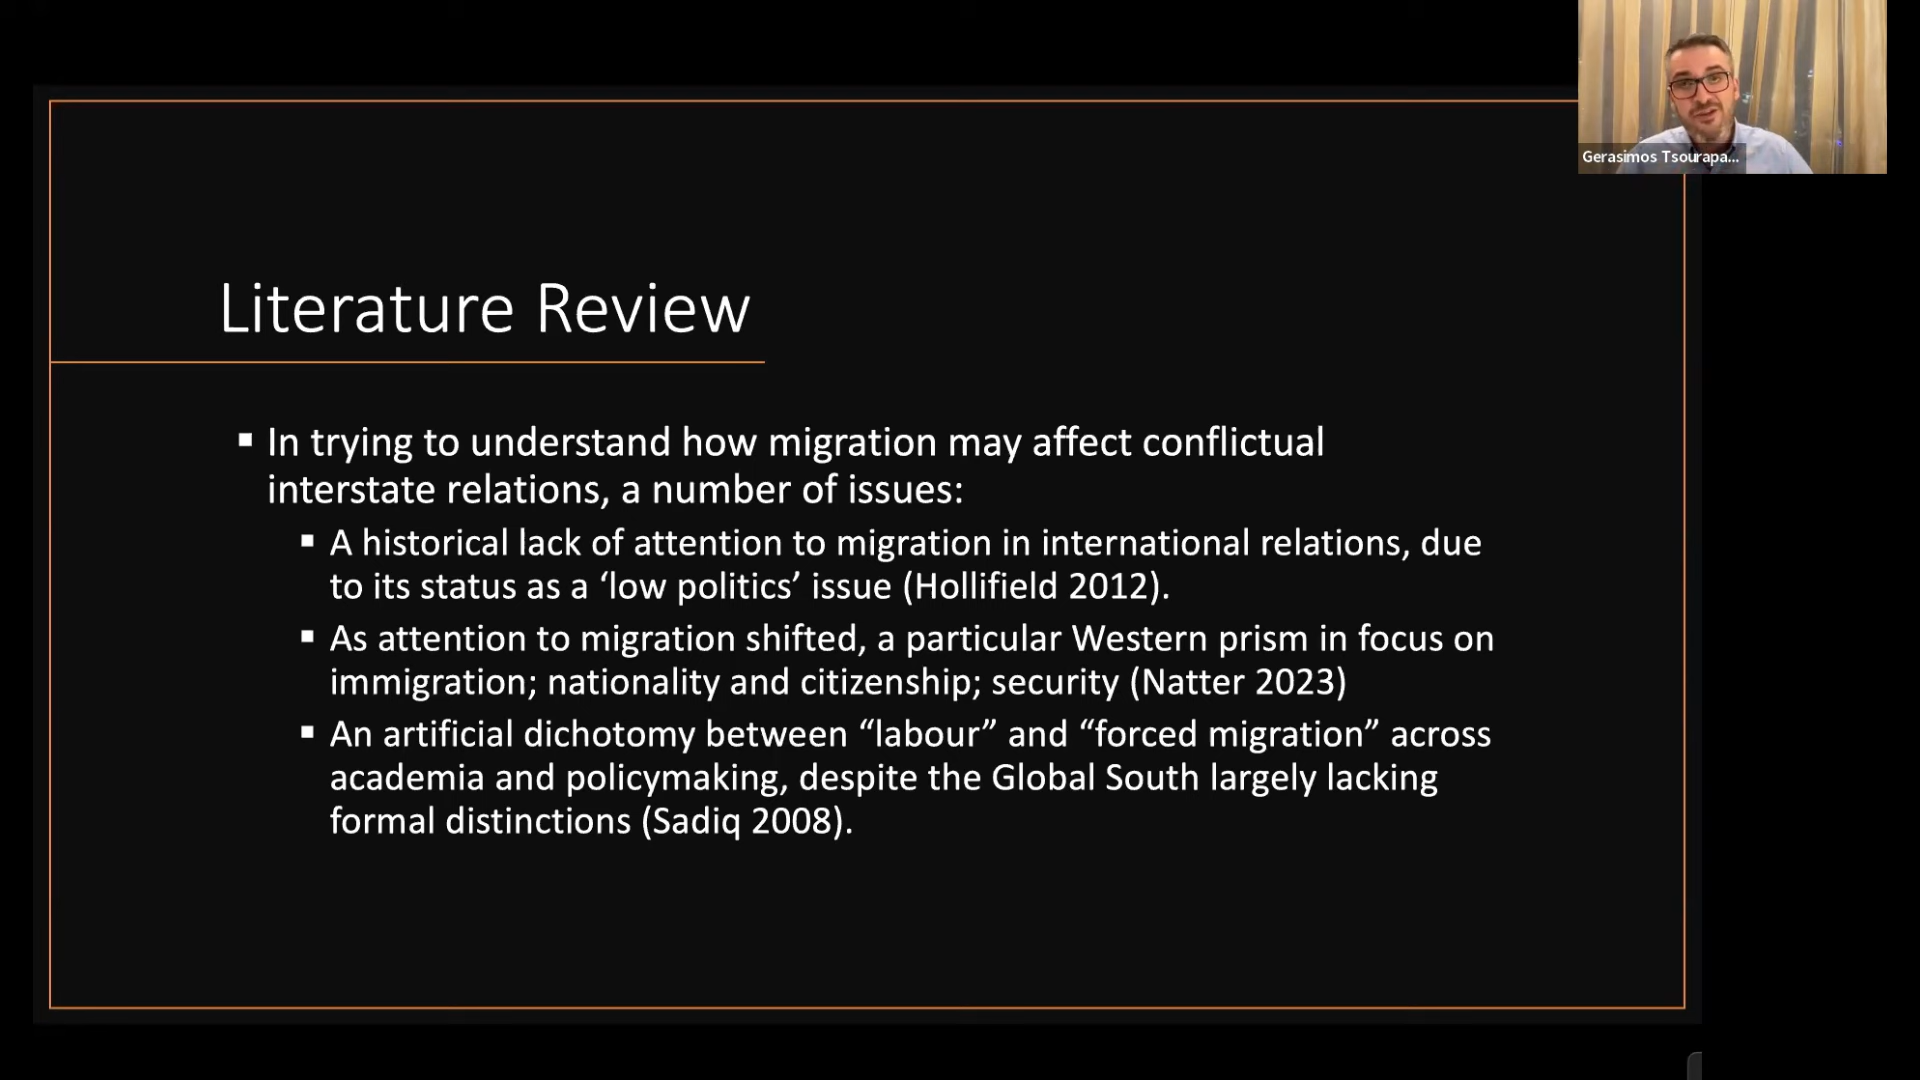 Gerasimos Tsourapa...
Literature Review
▪ In trying to understand how migration may affect conflictual
interstate relations, a number of issues:
▪ A historical lack of attention to migration in international relations, due
to its status as a ‘low politics’ issue (Hollifield 2012).
▪ As attention to migration shifted, a particular Western prism in focus on
immigration; nationality and citizenship; security (Natter 2023)
▪ An artificial dichotomy between “labour” and “forced migration” across
academia and policymaking, despite the Global South largely lacking
formal distinctions (Sadiq 2008).